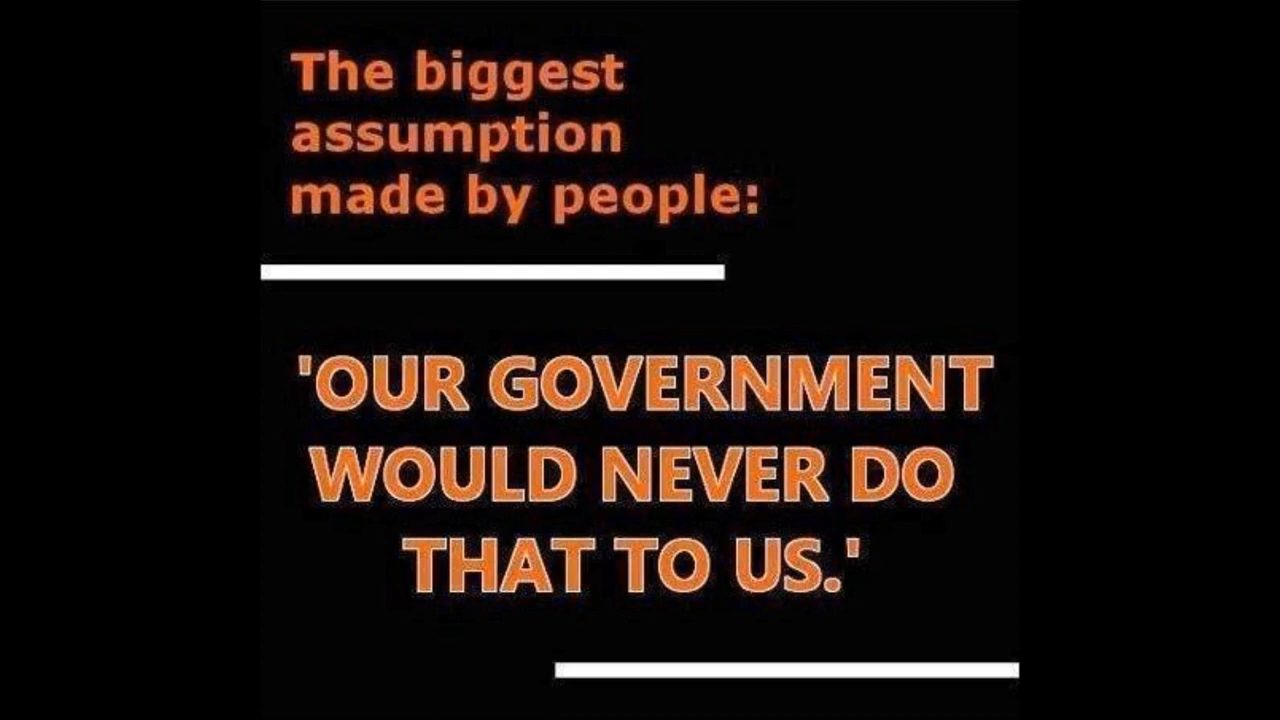 The biggest
assumption
made by people:
'OUR GOVERNMENT
WOULD NEVER DO
THAT TO US.'